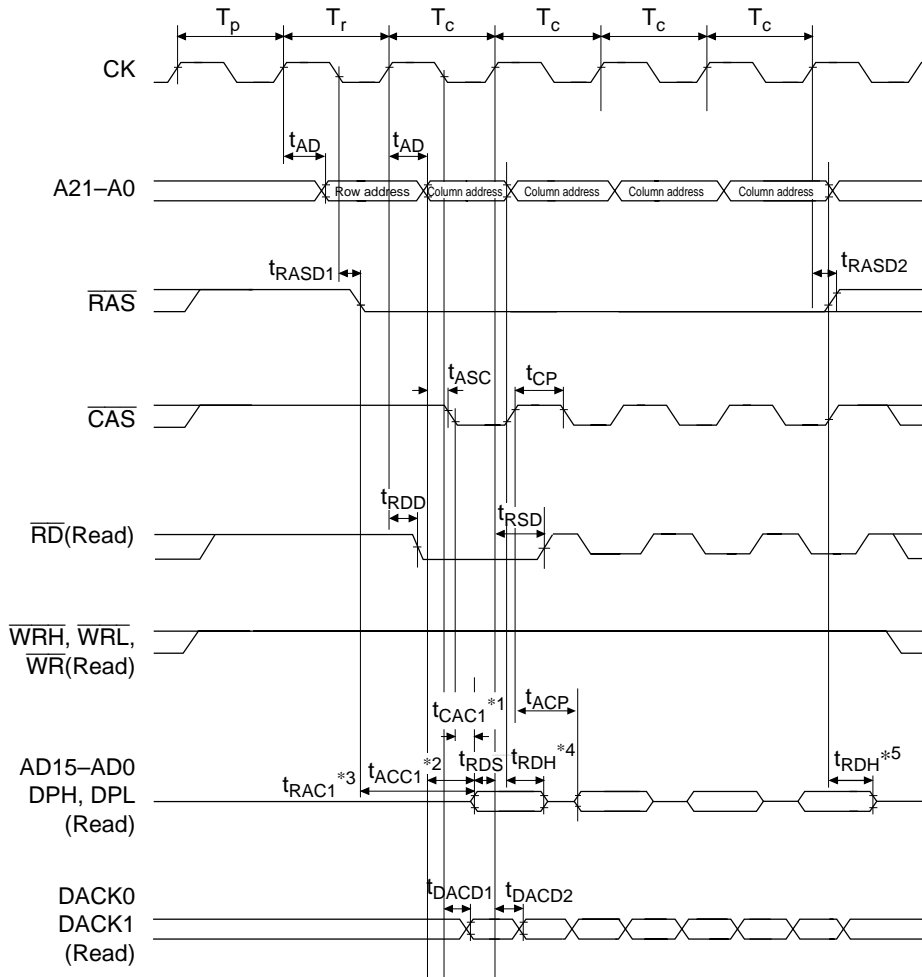 Tp Tr Tc Tc Tc Tc
CK
tAD tAD
A21–A0 Row address Column address Column address Column address Column address
tRASD1 tRASD2
RAS
tASC tCP
CAS
tRDD tRSD
RD(Read)
WRH, WRL,
WR(Read)
tCAC1*1 tACP
AD15–AD0
DPH, DPL
(Read)
tRAC1*3 tACC1*2 tRDS tRDH*4 tRDH*5
DACK0
DACK1
(Read)
tDACD1 tDACD2